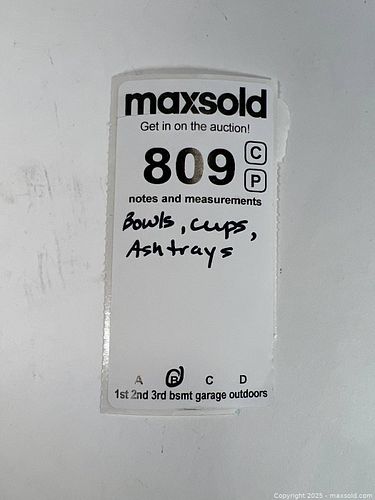 maxsold
Get in on the auction!
809 C
P
notes and measurements
Bowls, cups,
Ashtrays
A B C D
1st 2nd 3rd bsmt garage outdoors
Copyright 2025 - maxsold.com